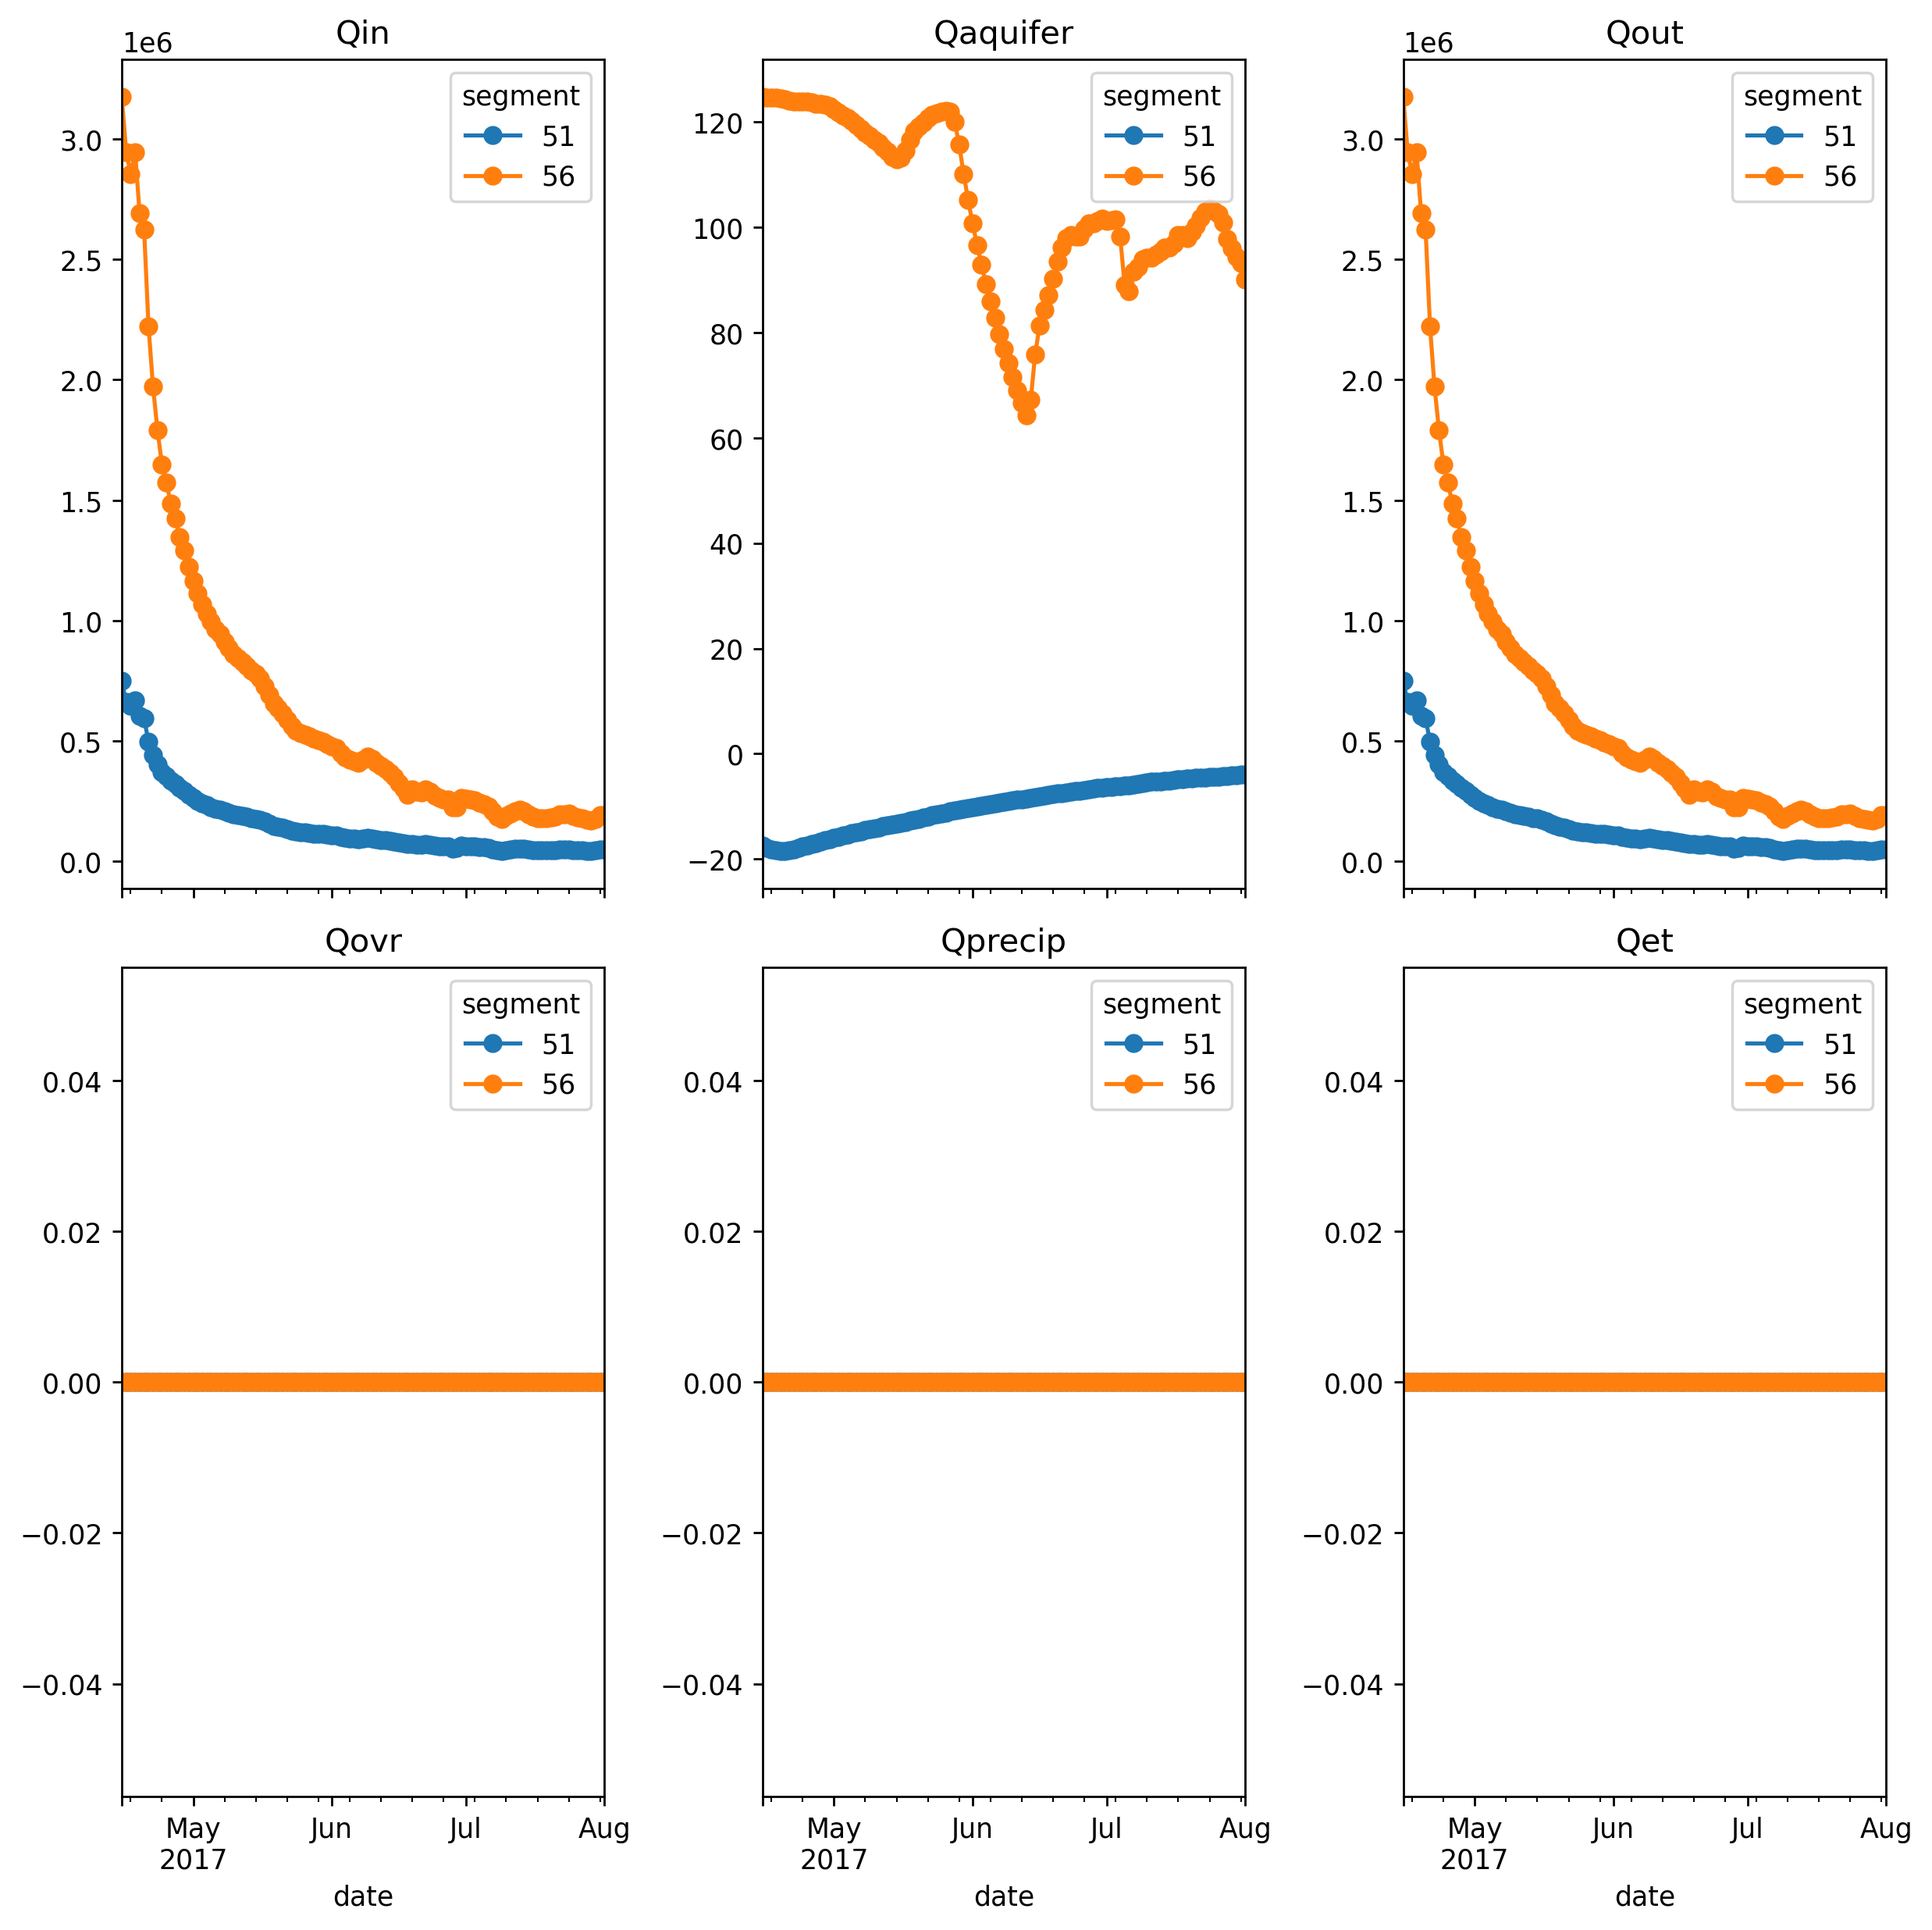 Qin
1e6
3.0
2.5
2.0
1.5
1.0
0.5
0.0
segment
51
56
Qaquifer
120
100
80
60
40
20
0
−20
segment
51
56
Qout
1e6
3.0
2.5
2.0
1.5
1.0
0.5
0.0
segment
51
56
Qovr
0.04
0.02
0.00
−0.02
−0.04
segment
51
56
May
2017
Jun
Jul
Aug
date
Qprecip
0.04
0.02
0.00
−0.02
−0.04
segment
51
56
May
2017
Jun
Jul
Aug
date
Qet
0.04
0.02
0.00
−0.02
−0.04
segment
51
56
May
2017
Jun
Jul
Aug
date